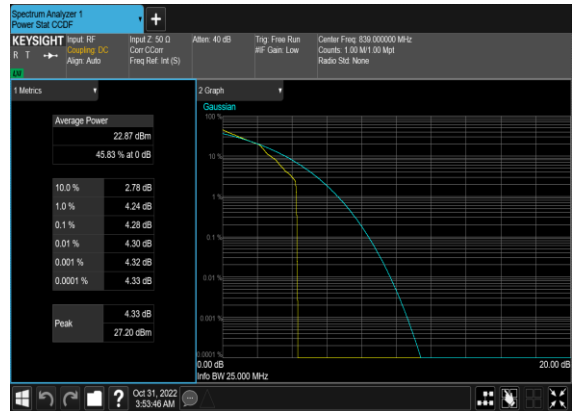 Spectrum Analyzer 1
Power Stat CCDF
+
KEYSIGHT
R T
LV
Input: RF
Coupling: DC
Align: Auto
Input Z: 50 Ω
Corr CCorr
Freq Ref: Int (S)
Atten: 40 dB
Trig: Free Run
#IF Gain: Low
Center Freq: 839.000000 MHz
Counts: 1.00 M/1.00 Mpt
Radio Std: None
1 Metrics
Average Power
22.87 dBm
45.83 % at 0 dB
10.0 % 2.78 dB
1.0 % 4.24 dB
0.1 % 4.28 dB
0.01 % 4.30 dB
0.001 % 4.32 dB
0.0001 % 4.33 dB
Peak
4.33 dB
27.20 dBm
2 Graph
Gaussian
100 %
10 %
1 %
0.1 %
0.01 %
0.001 %
0.0001 %
0.00 dB 20.00 dB
Info BW 25.000 MHz
?
Oct 31, 2022
3:53:46 AM